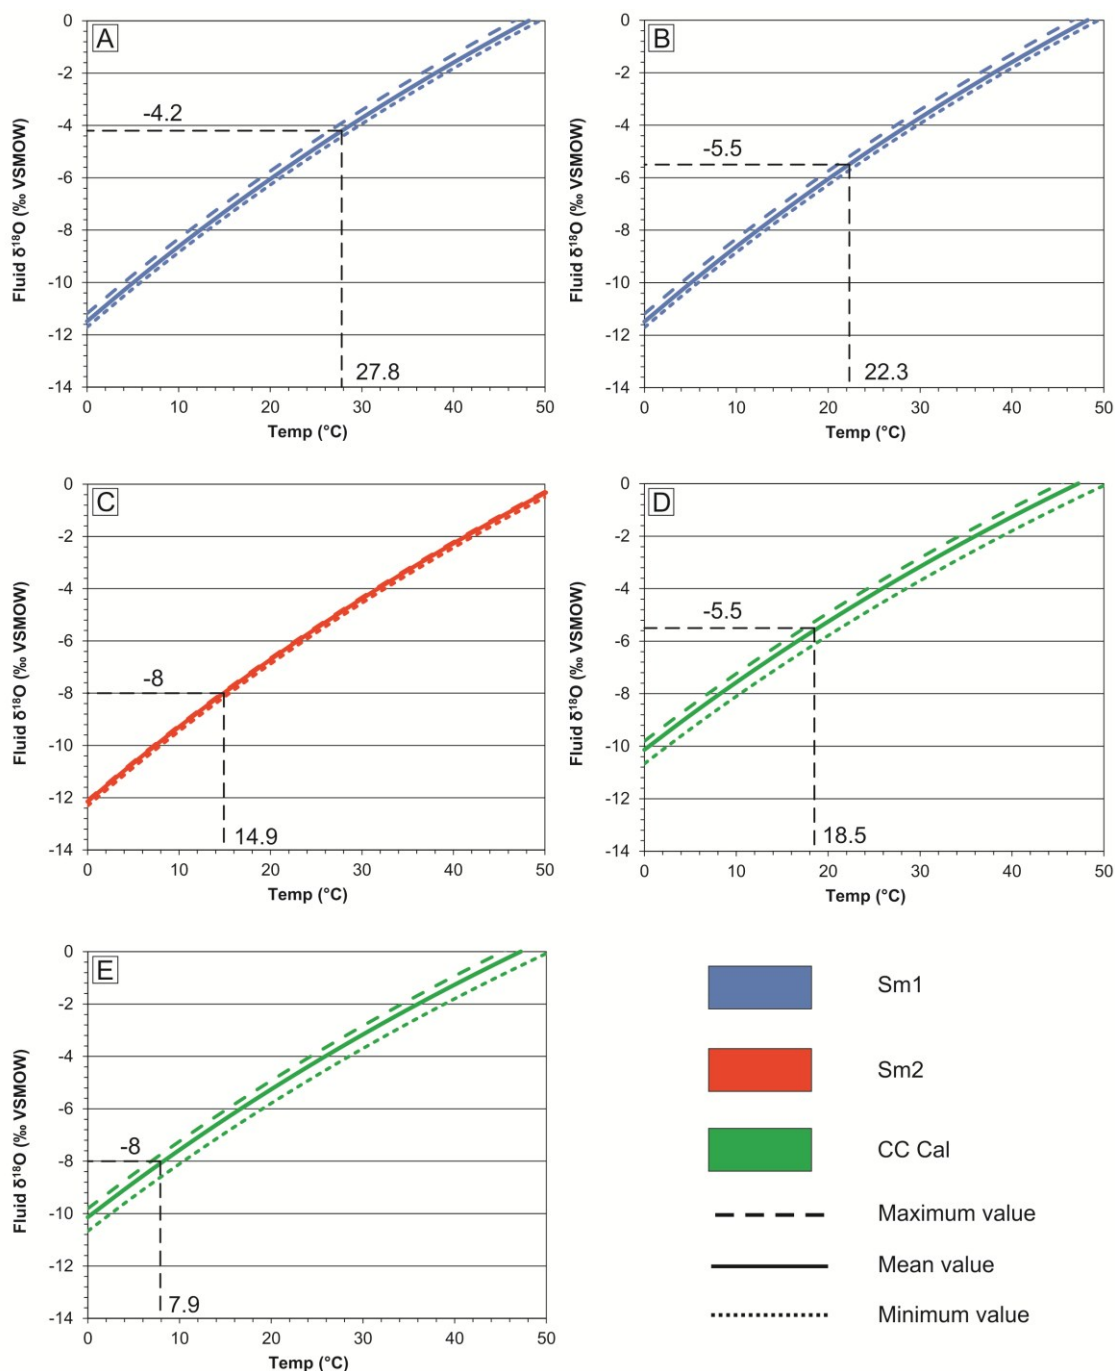 A
0
-2
-4
-6
-8
-10
-12
-14
Fluid δ¹⁸O (‰ VSMOW)
-4.2
27.8
0 10 20 30 40 50
Temp (°C)
B
0
-2
-4
-6
-8
-10
-12
-14
Fluid δ¹⁸O (‰ VSMOW)
-5.5
22.3
0 10 20 30 40 50
Temp (°C)
C
0
-2
-4
-6
-8
-10
-12
-14
Fluid δ¹⁸O (‰ VSMOW)
-8
14.9
0 10 20 30 40 50
Temp (°C)
D
0
-2
-4
-6
-8
-10
-12
-14
Fluid δ¹⁸O (‰ VSMOW)
-5.5
18.5
0 10 20 30 40 50
Temp (°C)
E
0
-2
-4
-6
-8
-10
-12
-14
Fluid δ¹⁸O (‰ VSMOW)
-8
7.9
0 10 20 30 40 50
Temp (°C)
Sm1
Sm2
CC Cal
Maximum value
Mean value
Minimum value